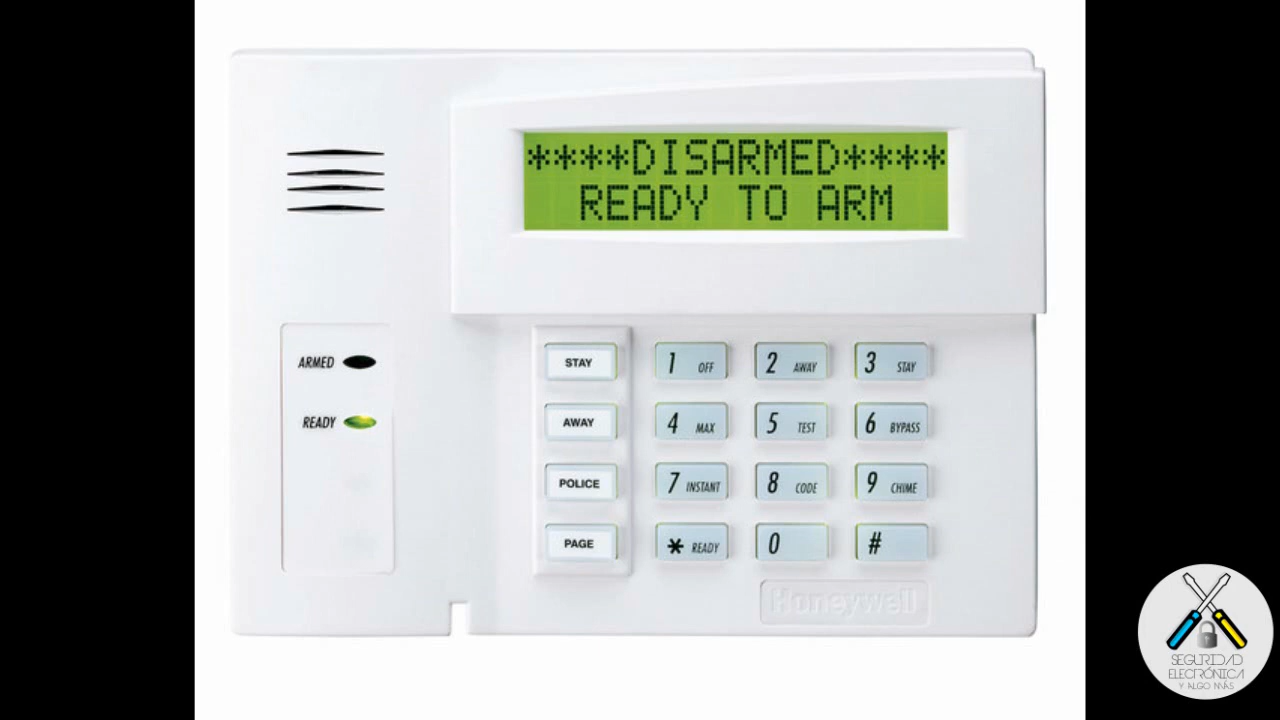 ****DISARMED****
READY TO ARM
ARMED
READY
STAY
AWAY
POLICE
PAGE
1 OFF
2 AWAY
3 STAY
4 MAX
5 TEST
6 BYPASS
7 INSTANT
8 CODE
9 CHIME
* READY
0
#
Honeywell
SEGURIDAD
ELECTRÓNICA
Y ALGO MÁS